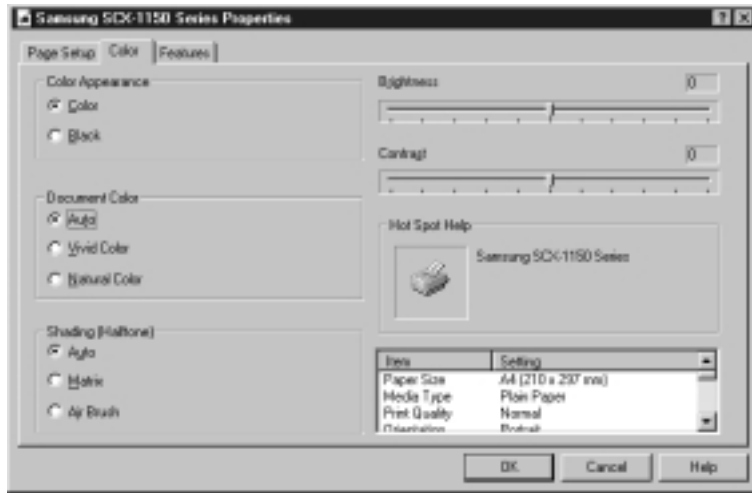 Samsung SCX-1150 Series Properties
Page Setup Color Features
Color Appearance
Color
Black
Document Color
Auto
Vivid Color
Natural Color
Shading (Halftone)
Auto
Matrix
Air Brush
Brightness 0
Contrast 0
Hot Spot Help
Samsung SCX-1150 Series
Item Setting
Paper Size A4 (210 x 297 mm)
Media Type Plain Paper
Print Quality Normal
Orientation Portrait
OK Cancel Help